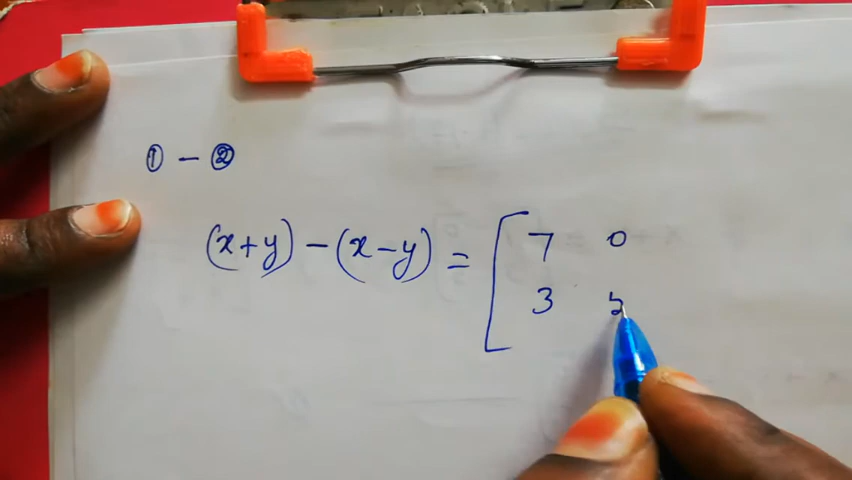 ① - ②
(x+y) - (x-y) = [ 7 0
3 5